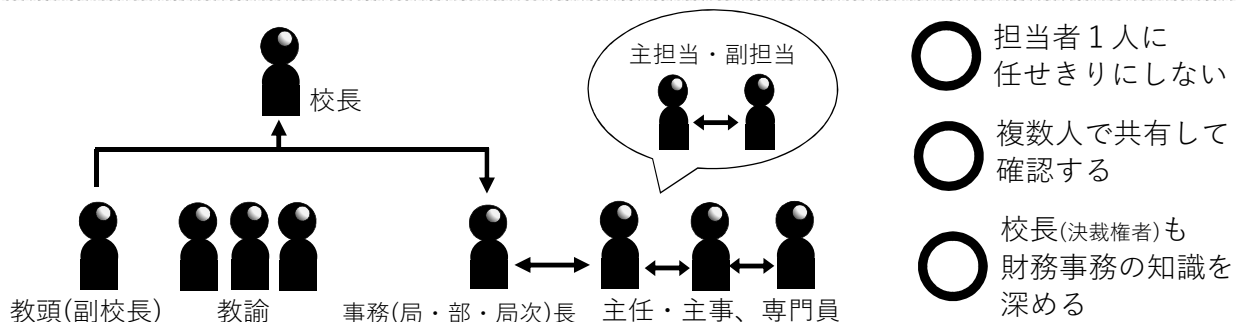 校長
主担当・副担当
教頭(副校長)
教諭
事務(局・部・局次)長
主任・主事、専門員
担当者１人に
任せきりにしない
複数人で共有して
確認する
校長(決裁権者)も
財務事務の知識を
深める